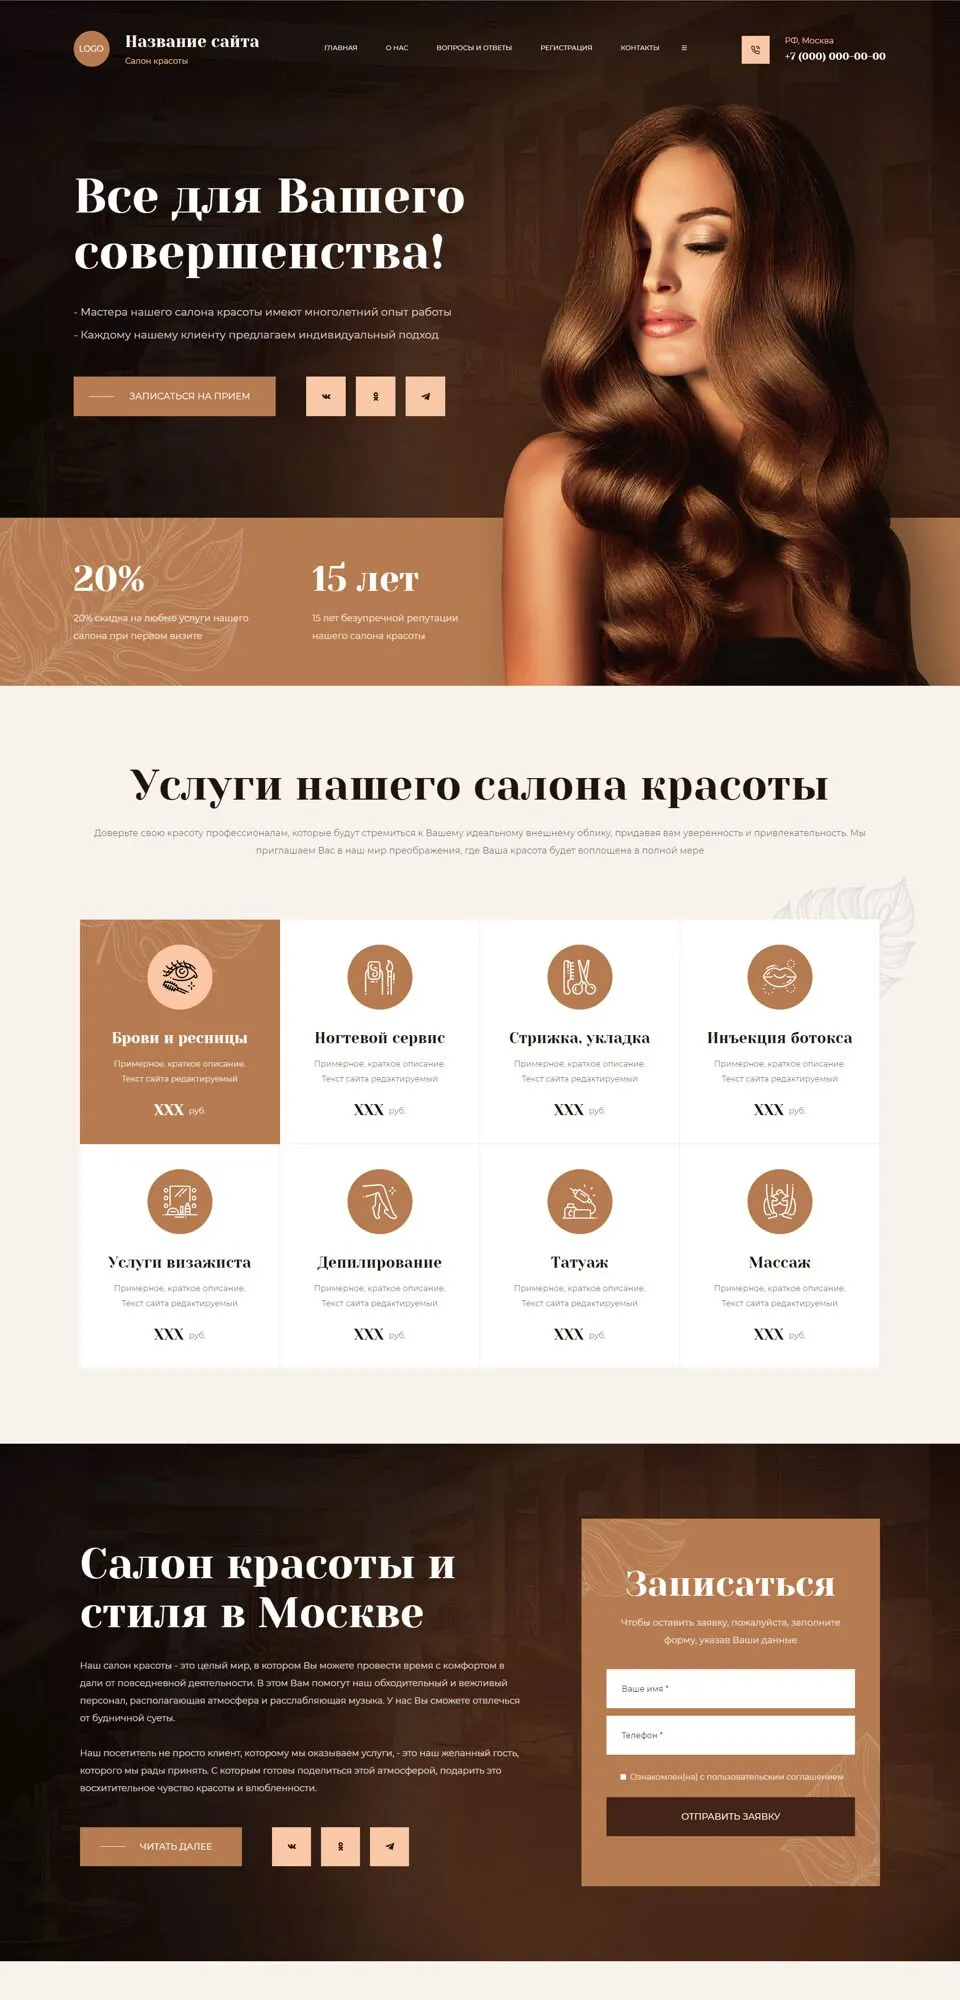 LOGO
Название сайта
Салон красоты
ГЛАВНАЯ
О НАС
ВОПРОСЫ И ОТВЕТЫ
РЕГИСТРАЦИЯ
КОНТАКТЫ
РФ, Москва
+7 (000) 000-00-00
Все для Вашего
совершенства!
- Мастера нашего салона красоты имеют многолетний опыт работы
- Каждому нашему клиенту предлагаем индивидуальный подход
ЗАПИСАТЬСЯ НА ПРИЕМ
20%
20% скидка на любые услуги нашего
салона при первом визите
15 лет
15 лет безупречной репутации
нашего салона красоты
Услуги нашего салона красоты
Доверьте свою красоту профессионалам, которые будут стремиться к Вашему идеальному внешнему облику, придавая вам уверенность и привлекательность. Мы
приглашаем Вас в наш мир преображения, где Ваша красота будет воплощена в полной мере
Брови и ресницы
Примерное, краткое описание.
Текст сайта редактируемый
XXX руб.
Ногтевой сервис
Примерное, краткое описание.
Текст сайта редактируемый
XXX руб.
Стрижка, укладка
Примерное, краткое описание.
Текст сайта редактируемый
XXX руб.
Инъекция ботокса
Примерное, краткое описание.
Текст сайта редактируемый
XXX руб.
Услуги визажиста
Примерное, краткое описание.
Текст сайта редактируемый
XXX руб.
Депилирование
Примерное, краткое описание.
Текст сайта редактируемый
XXX руб.
Татуаж
Примерное, краткое описание.
Текст сайта редактируемый
XXX руб.
Массаж
Примерное, краткое описание.
Текст сайта редактируемый
XXX руб.
Салон красоты и
стиля в Москве
Наш салон красоты - это целый мир, в котором Вы можете провести время с комфортом в
дали от повседневной деятельности. В этом Вам помогут наш обходительный и вежливый
персонал, располагающая атмосфера и расслабляющая музыка. У нас Вы сможете отвлечься
от будничной суеты.
Наш посетитель не просто клиент, которому мы оказываем услуги, - это наш желанный гость,
которого мы рады принять. С которым готовы поделиться этой атмосферой, подарить это
восхитительное чувство красоты и влюбленности.
ЧИТАТЬ ДАЛЕЕ
Записаться
Чтобы оставить заявку, пожалуйста, заполните
форму, указав Ваши данные
Ваше имя *
Телефон *
Ознакомлен(на) с пользовательским соглашением
ОТПРАВИТЬ ЗАЯВКУ